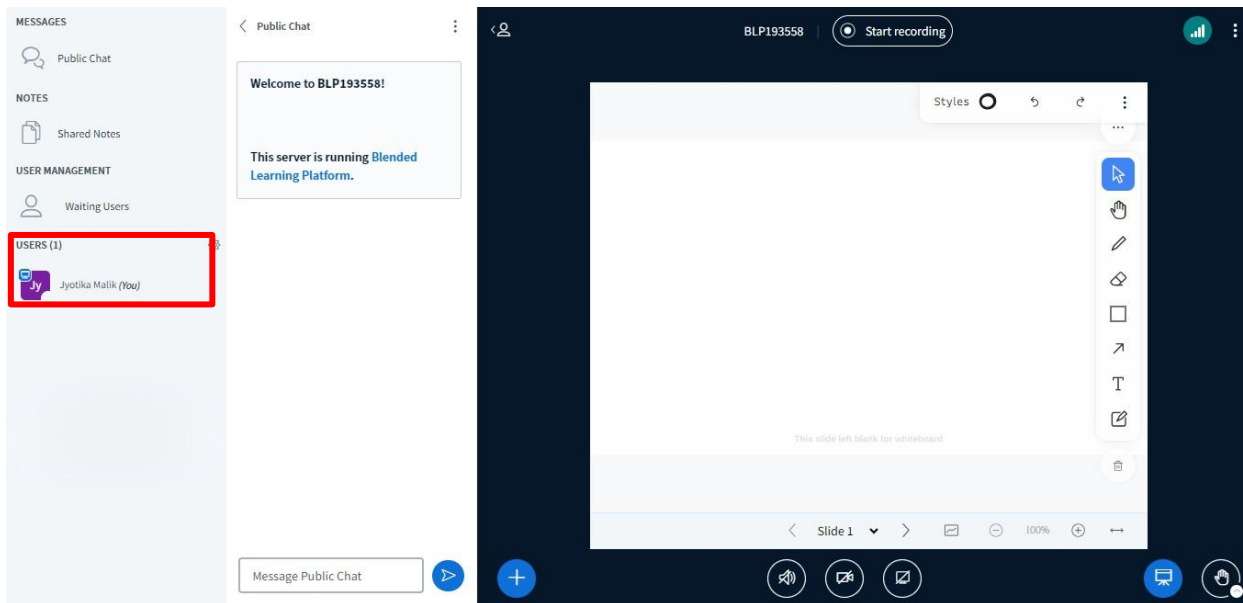 MESSAGES
Public Chat
NOTES
Shared Notes
USER MANAGEMENT
Waiting Users
USERS (1)
Jy
Jyotika Malik (You)
Public Chat
Welcome to BLP193558!
This server is running Blended
Learning Platform.
Message Public Chat
BLP193558
Start recording
Styles
T
This slide left blank for whiteboard
Slide 1
100%